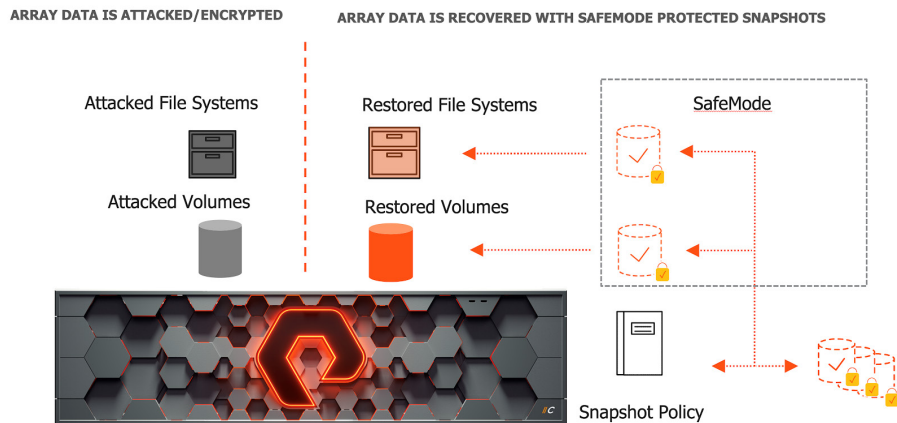 ARRAY DATA IS ATTACKED/ENCRYPTED
ARRAY DATA IS RECOVERED WITH SAFEMODE PROTECTED SNAPSHOTS
Attacked File Systems
Restored File Systems
SafeMode
Attacked Volumes
Restored Volumes
//C
Snapshot Policy